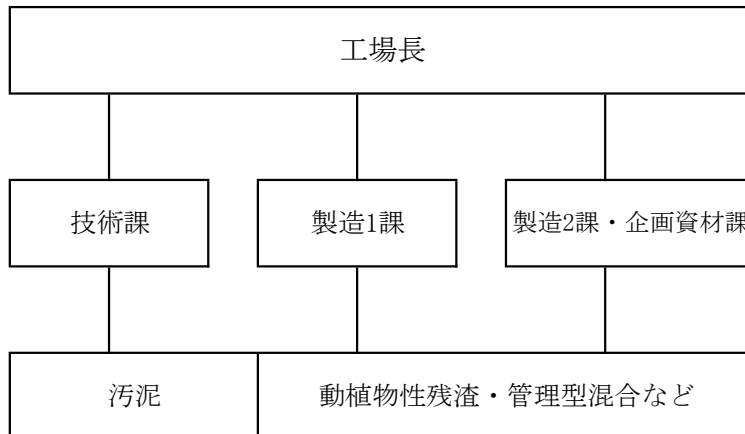 工場長
技術課
製造1課
製造2課・企画資材課
汚泥
動植物性残渣・管理型混合など